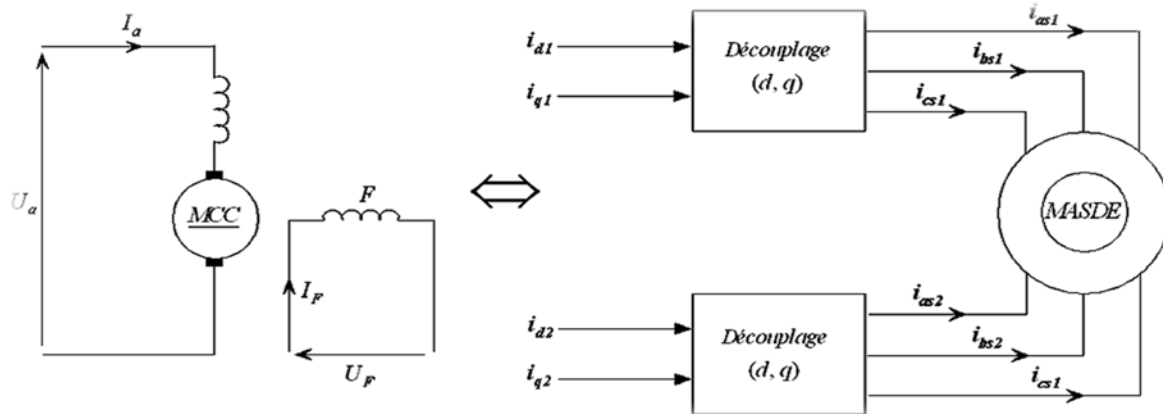 I_a
U_a
MCC
F
I_F
U_F
i_d1
i_q1
Découplage
(d, q)
i_as1
i_bs1
i_cs1
MASDE
i_d2
i_q2
Découplage
(d, q)
i_as2
i_bs2
i_cs1